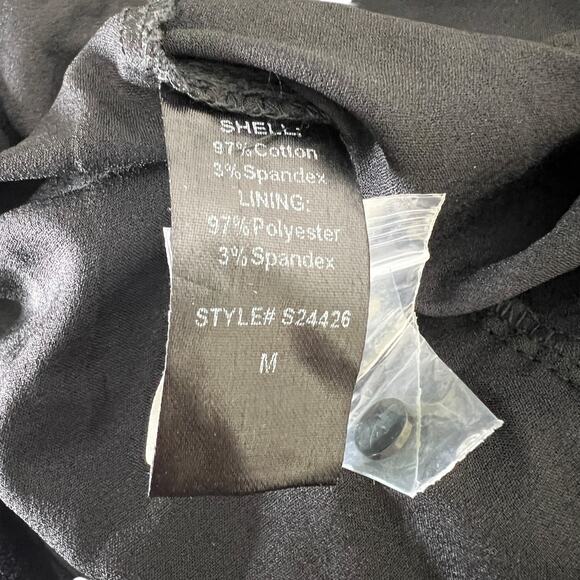 SHELL:
97%Cotton
3%Spandex
LINING:
97%Polyester
3%Spandex
STYLE# S24426
M